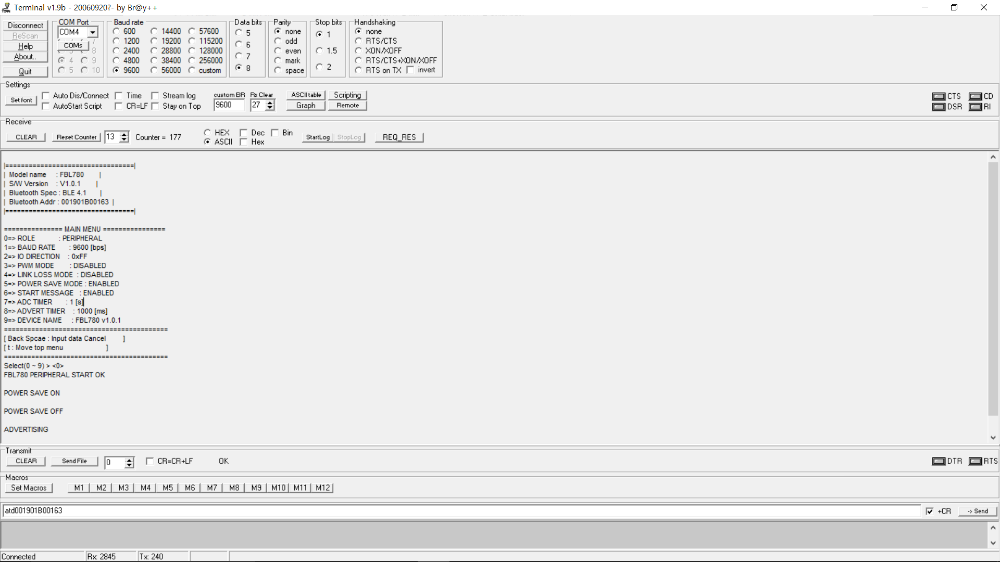 Terminal v1.9b - 20060920?- by Br@y++
Disconnect
ReScan
Help
About..
Quit
COM Port
COM4
COMs
7
3 8
4 9
5 10
Baud rate
600 14400 57600
1200 19200 115200
2400 28800 128000
4800 38400 256000
9600 56000 custom
Data bits
5
6
7
8
Parity
none
odd
even
mark
space
Stop bits
1
1.5
2
Handshaking
none
RTS/CTS
XON/XOFF
RTS/CTS+XON/XOFF
RTS on TX invert
Settings
Set font
Auto Dis/Connect Time Stream log
AutoStart Script CR=LF Stay on Top
custom BR Rx Clear
9600 27
ASCII table Scripting
Graph Remote
CTS CD
DSR RI
Receive
CLEAR Reset Counter 13 Counter = 177
HEX Dec Bin
ASCII Hex
StartLog StopLog REQ_RES
|=================================|
| Model name : FBL780 |
| S/W Version : V1.0.1 |
| Bluetooth Spec : BLE 4.1 |
| Bluetooth Addr : 001901B00163 |
|=================================|
=============== MAIN MENU ================
0=> ROLE : PERIPHERAL
1=> BAUD RATE : 9600 [bps]
2=> IO DIRECTION : 0xFF
3=> PWM MODE : DISABLED
4=> LINK LOSS MODE : DISABLED
5=> POWER SAVE MODE : ENABLED
6=> START MESSAGE : ENABLED
7=> ADC TIMER : 1 [s]
8=> ADVERT TIMER : 1000 [ms]
9=> DEVICE NAME : FBL780 v1.0.1
==========================================
[ Back Spcae : Input data Cancel ]
[ t : Move top menu ]
==========================================
Select(0 ~ 9) > <0>
FBL780 PERIPHERAL START OK
POWER SAVE ON
POWER SAVE OFF
ADVERTISING
Transmit
CLEAR Send File 0 CR=CR+LF OK
DTR RTS
Macros
Set Macros M1 M2 M3 M4 M5 M6 M7 M8 M9 M10 M11 M12
atd001901B00163
+CR -> Send
Connected Rx: 2845 Tx: 240